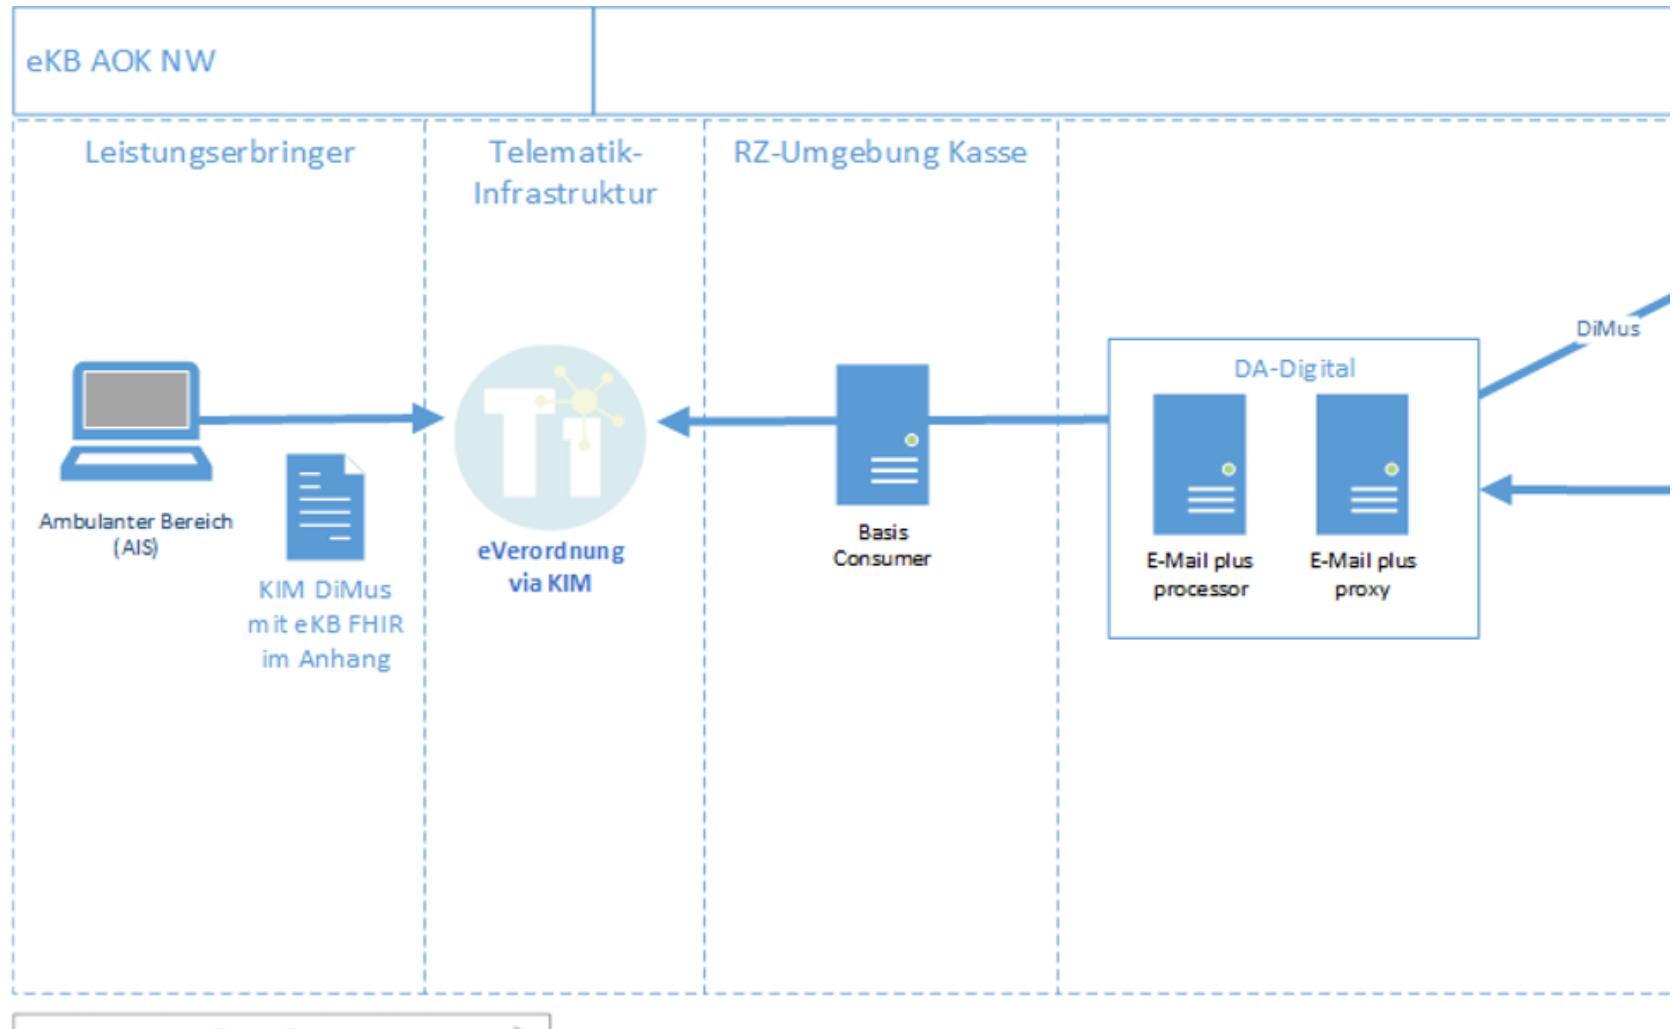 eKB AOK NW
Leistungserbringer
Telematik-
Infrastruktur
RZ-Umgebung Kasse
DiMus
DA-Digital
TI
Ambulanter Bereich
(AIS)
KIM DiMus
mit eKB FHIR
im Anhang
eVerordnung
via KIM
Basis
Consumer
E-Mail plus
processor
E-Mail plus
proxy